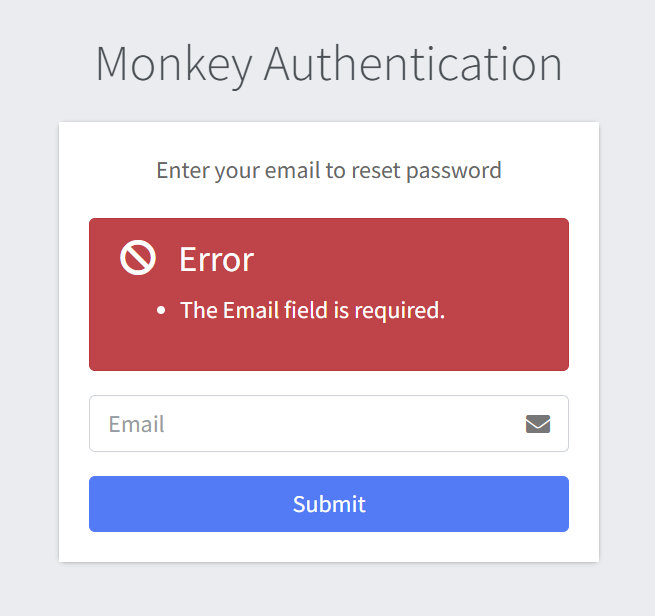 Monkey Authentication
Enter your email to reset password
Error
The Email field is required.
Email
Submit